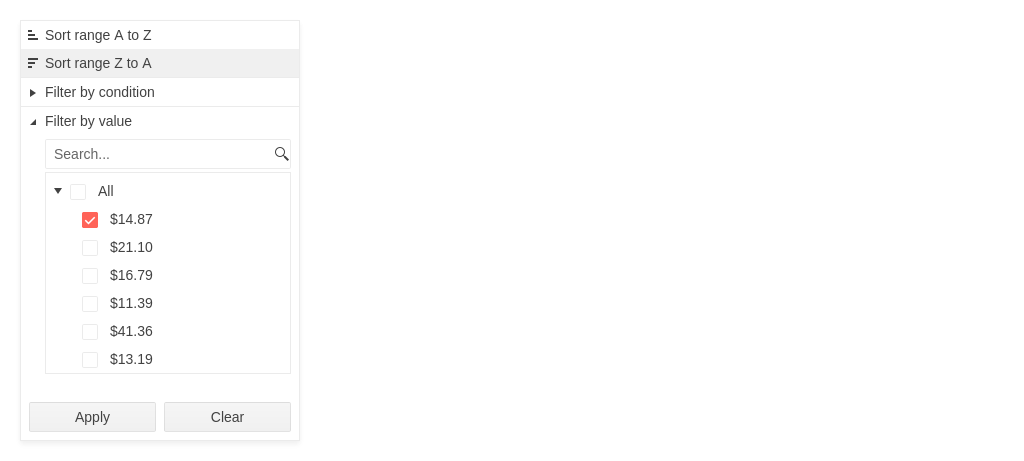 Sort range A to Z
Sort range Z to A
Filter by condition
Filter by value
Search...
All
$14.87
$21.10
$16.79
$11.39
$41.36
$13.19
Apply Clear